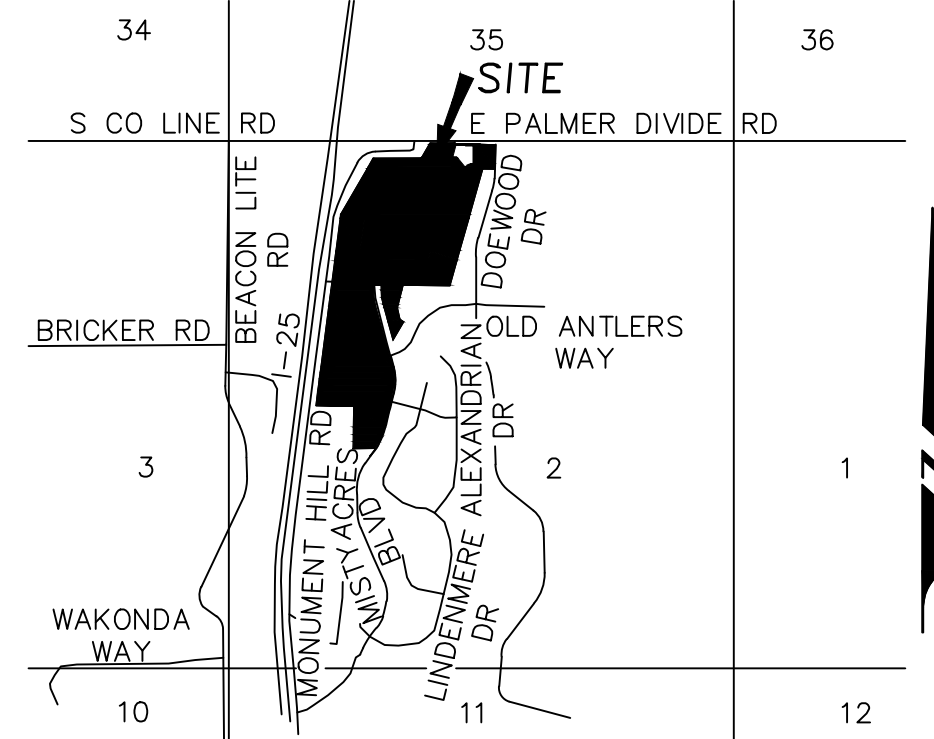 34
35
36
SITE
S CO LINE RD
E PALMER DIVIDE RD
BEACON LITE
RD
DOEWOOD
DR
I-25
BRICKER RD
OLD ANTLERS
WAY
3
2
1
MONUMENT HILL RD
MISTY ACRES
BLVD
ALEXANDRIAN
DR
LINDENMERE
DR
WAKONDA
WAY
10
11
12